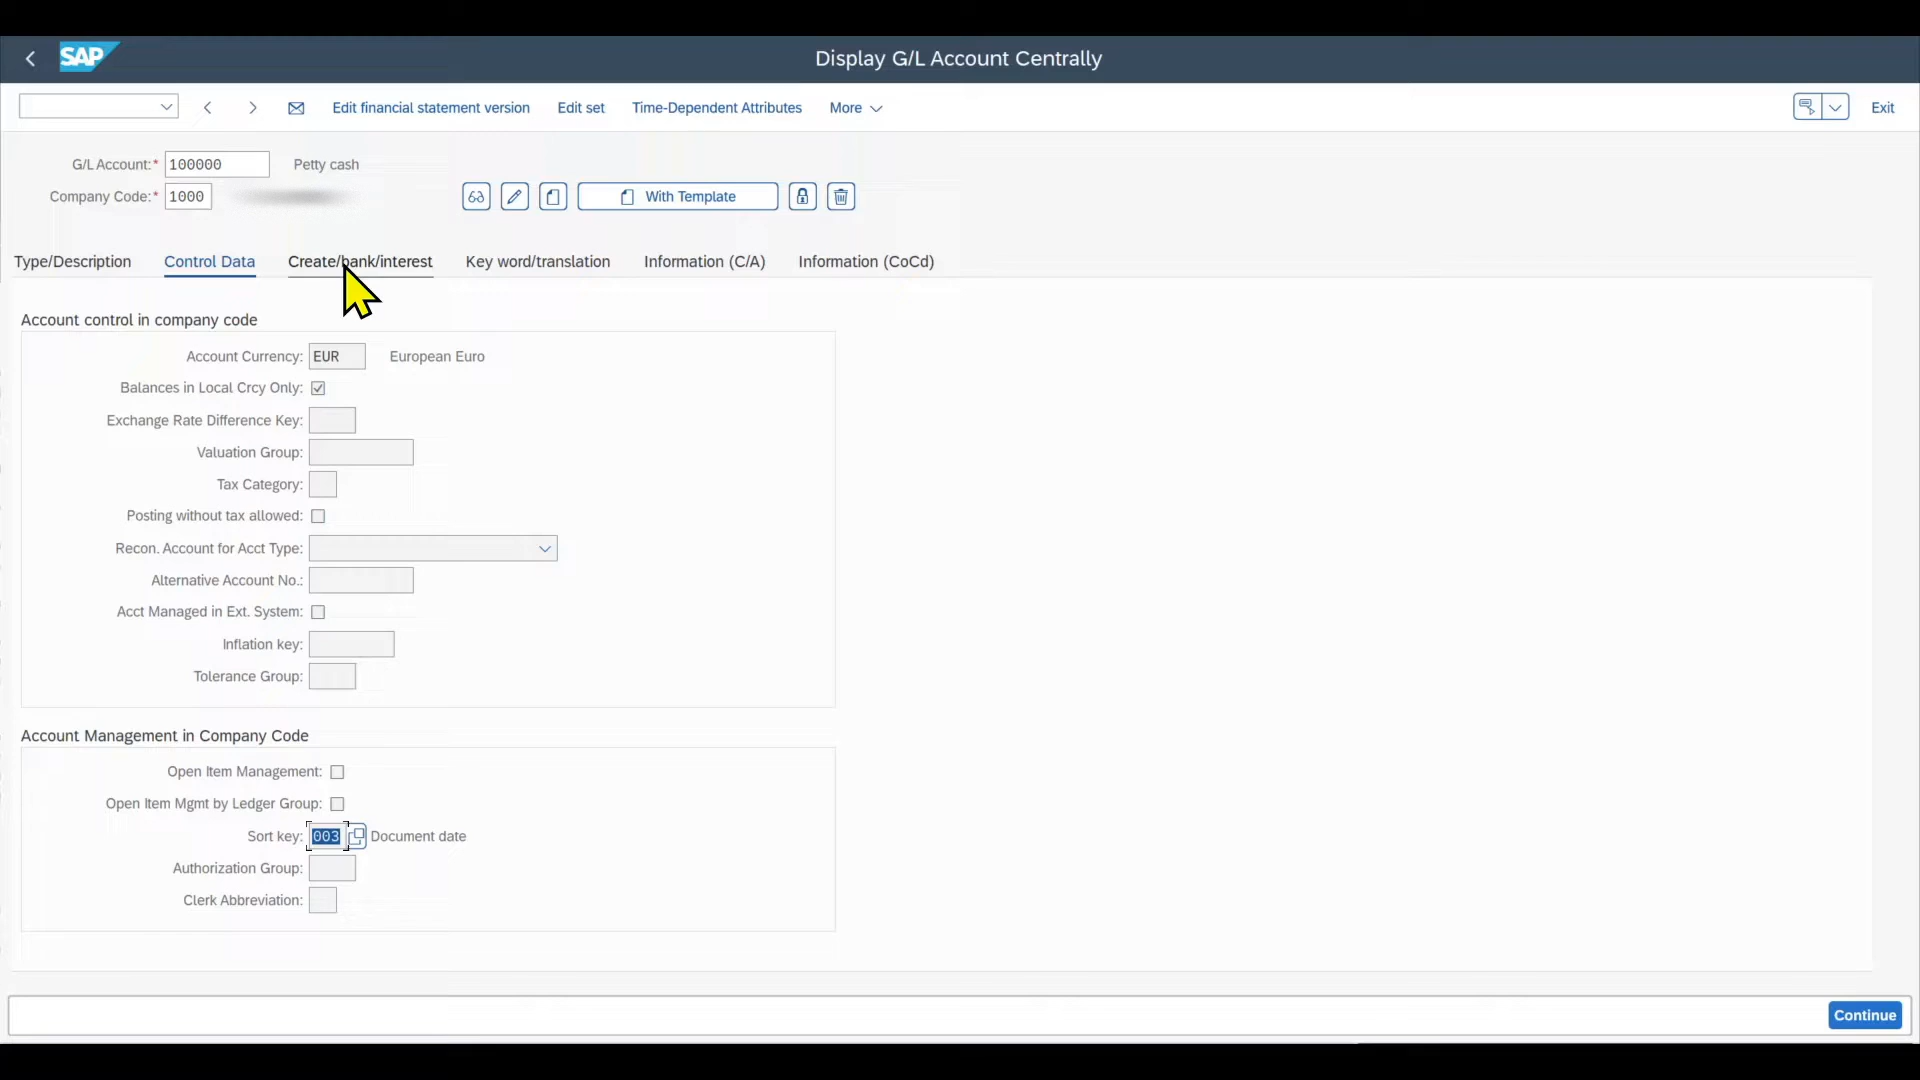 SAP
Display G/L Account Centrally
Edit financial statement version Edit set Time-Dependent Attributes More Exit
G/L Account:* 100000 Petty cash
Company Code:* 1000 With Template
Type/Description Control Data Create/bank/interest Key word/translation Information (C/A) Information (CoCd)
Account control in company code
Account Currency: EUR European Euro
Balances in Local Crcy Only:
Exchange Rate Difference Key:
Valuation Group:
Tax Category:
Posting without tax allowed:
Recon. Account for Acct Type:
Alternative Account No.:
Acct Managed in Ext. System:
Inflation key:
Tolerance Group:
Account Management in Company Code
Open Item Management:
Open Item Mgmt by Ledger Group:
Sort key: 003 Document date
Authorization Group:
Clerk Abbreviation:
Continue